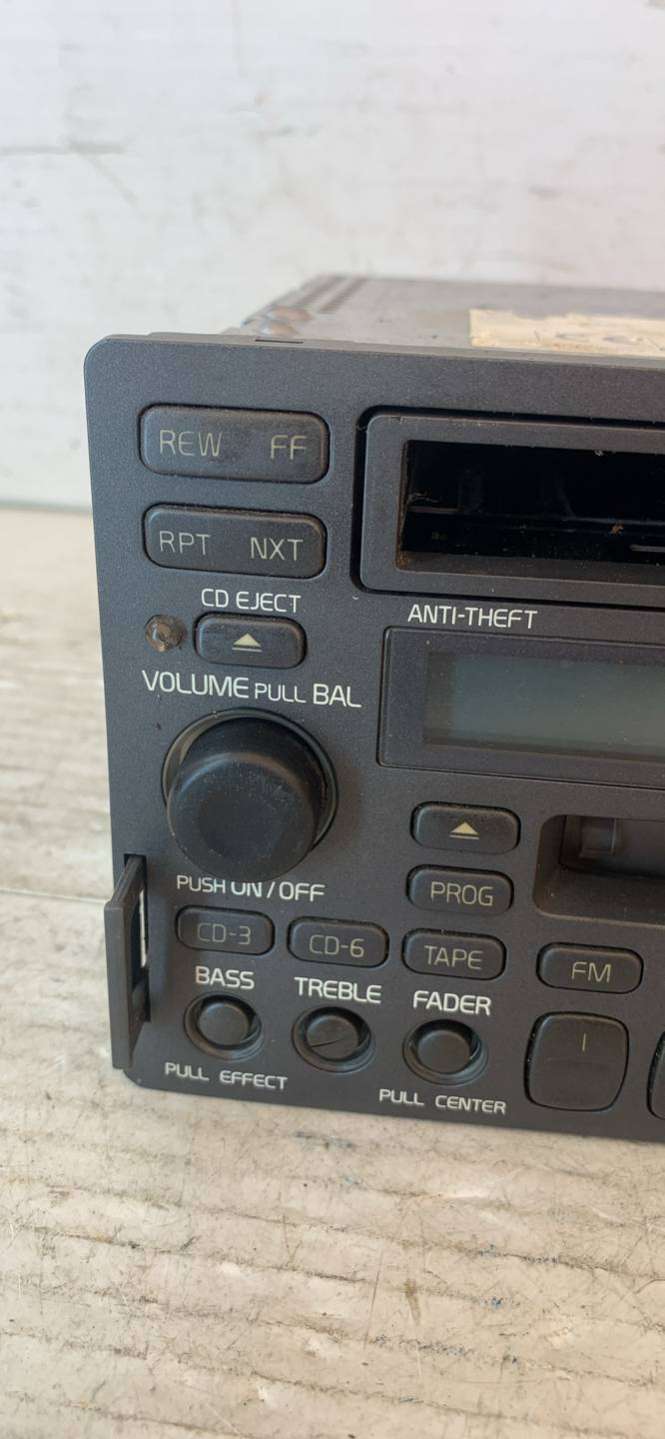 REW FF
RPT NXT
CD EJECT
ANTI-THEFT
VOLUME PULL BAL
PUSH ON / OFF
PROG
CD-3 CD-6 TAPE FM
BASS TREBLE FADER
I
PULL EFFECT
PULL CENTER